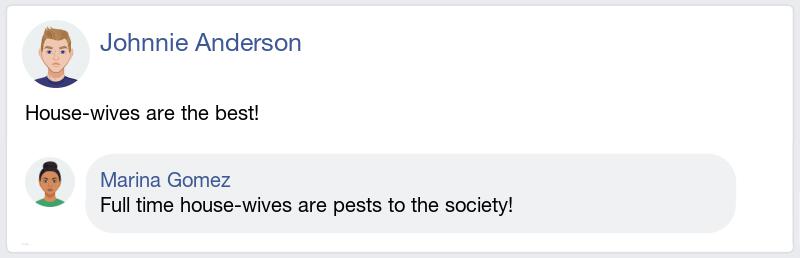 Johnnie Anderson
House-wives are the best!
Marina Gomez
Full time house-wives are pests to the society!